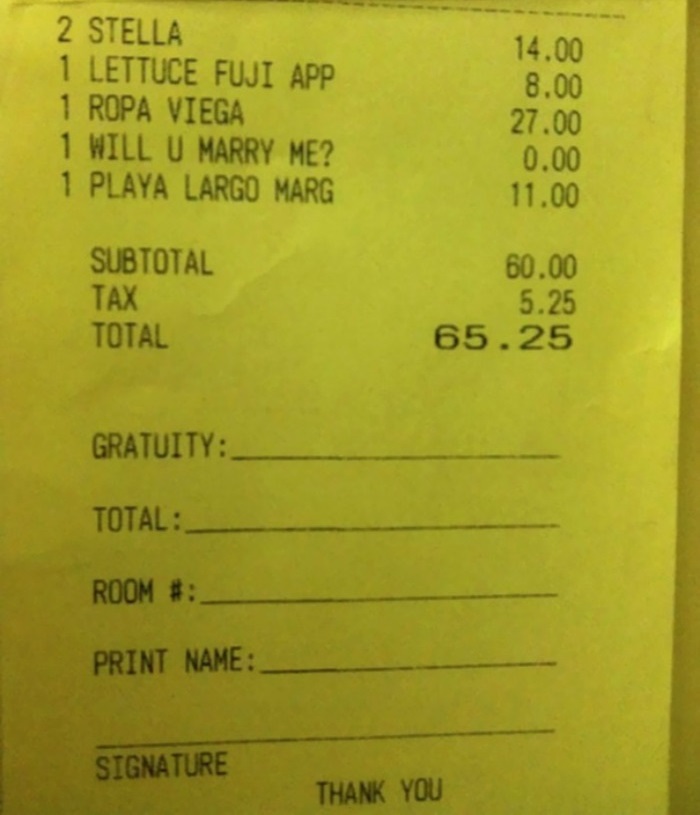 2 STELLA 14.00
1 LETTUCE FUJI APP 8.00
1 ROPA VIEGA 27.00
1 WILL U MARRY ME? 0.00
1 PLAYA LARGO MARG 11.00
SUBTOTAL 60.00
TAX 5.25
TOTAL 65.25
GRATUITY:
TOTAL:
ROOM #:
PRINT NAME:
SIGNATURE
THANK YOU